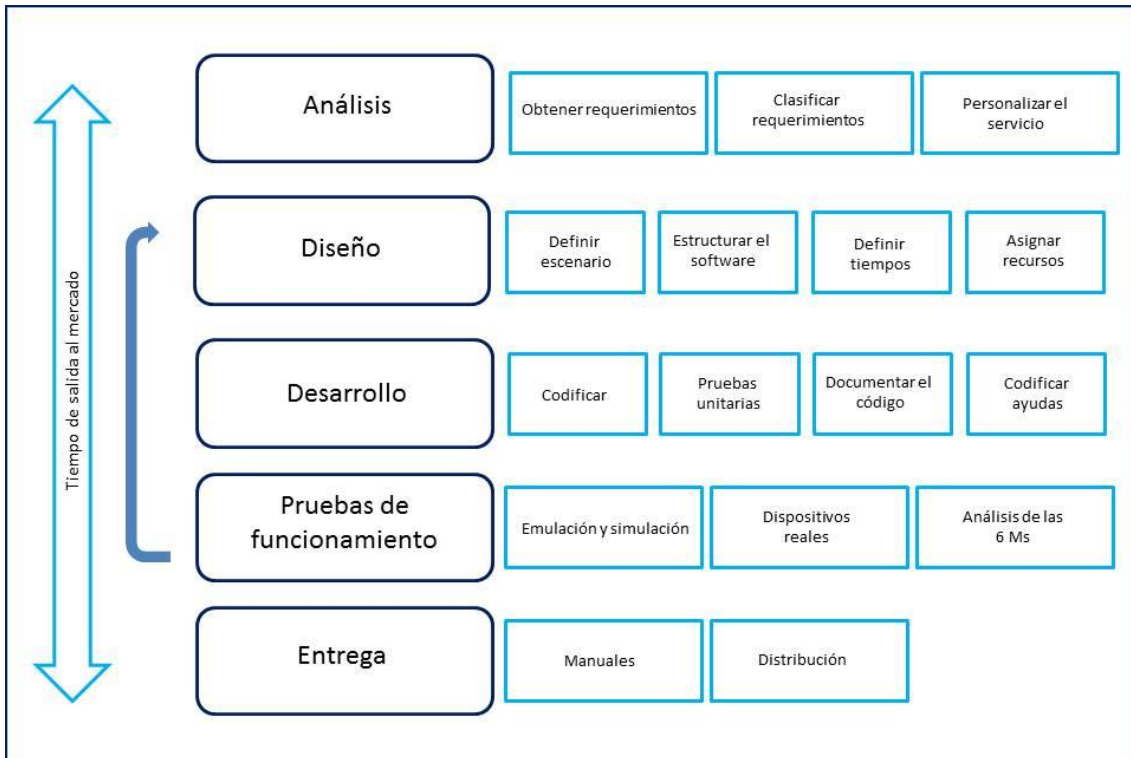 Tiempo de salida al mercado
Análisis
Obtener requerimientos
Clasificar
requerimientos
Personalizar el
servicio
Diseño
Definir
escenario
Estructurar el
software
Definir
tiempos
Asignar
recursos
Desarrollo
Codificar
Pruebas
unitarias
Documentar el
código
Codificar
ayudas
Pruebas de
funcionamiento
Emulación y simulación
Dispositivos
reales
Análisis de las
6 Ms
Entrega
Manuales
Distribución